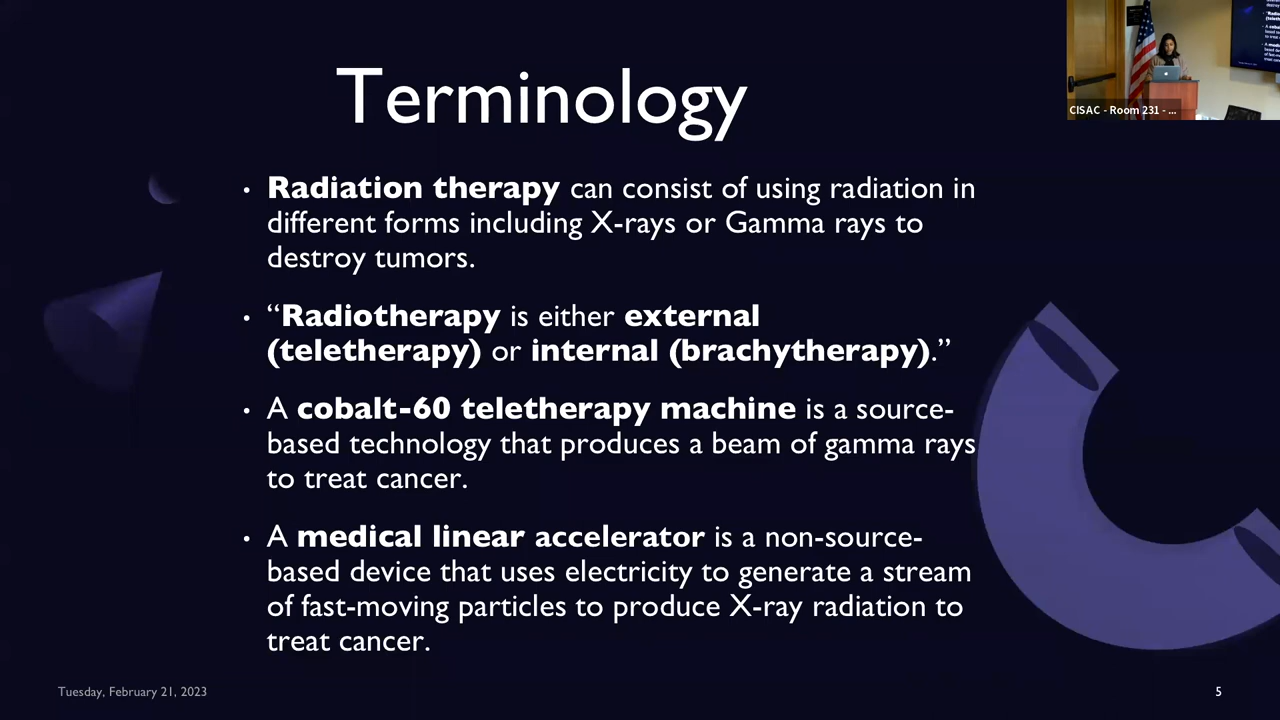 Terminology
• Radiation therapy can consist of using radiation in
different forms including X-rays or Gamma rays to
destroy tumors.
• “Radiotherapy is either external
(teletherapy) or internal (brachytherapy).”
• A cobalt-60 teletherapy machine is a source-
based technology that produces a beam of gamma rays
to treat cancer.
• A medical linear accelerator is a non-source-
based device that uses electricity to generate a stream
of fast-moving particles to produce X-ray radiation to
treat cancer.
Tuesday, February 21, 2023
5
CISAC - Room 231 - ...